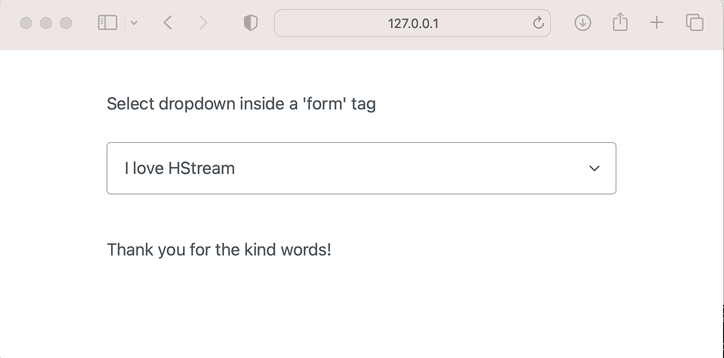 127.0.0.1
Select dropdown inside a 'form' tag
I love HStream
Thank you for the kind words!